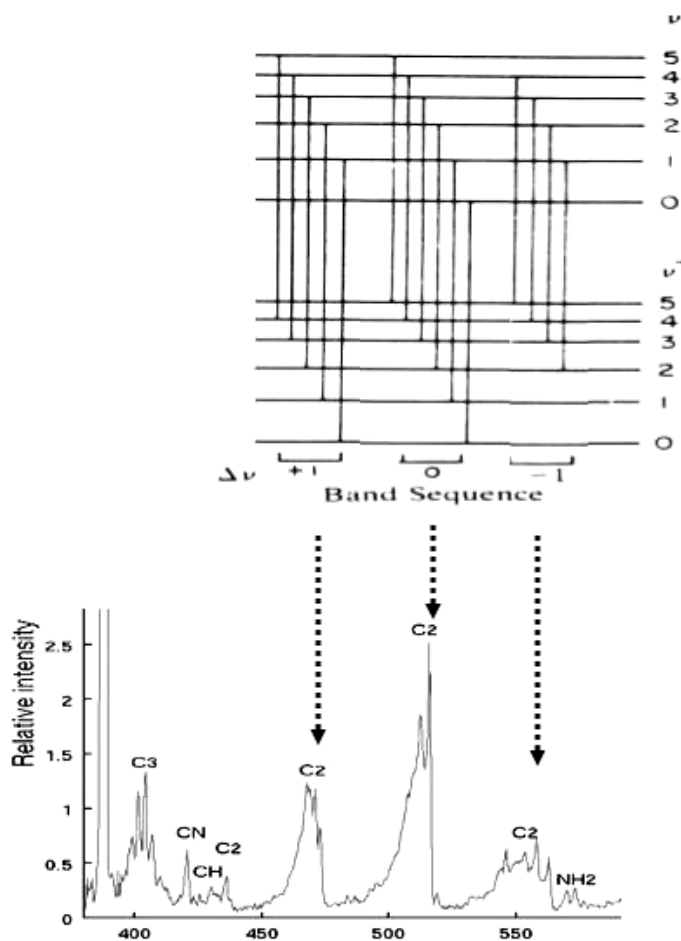 ν
5
4
3
2
1
0
ν'
5
4
3
2
1
0
Δν +1 0 -1
Band Sequence
Relative intensity
2.5
2
1.5
1
0.5
0
C3
CN
CH
C2
C2
C2
C2
NH2
400 450 500 550